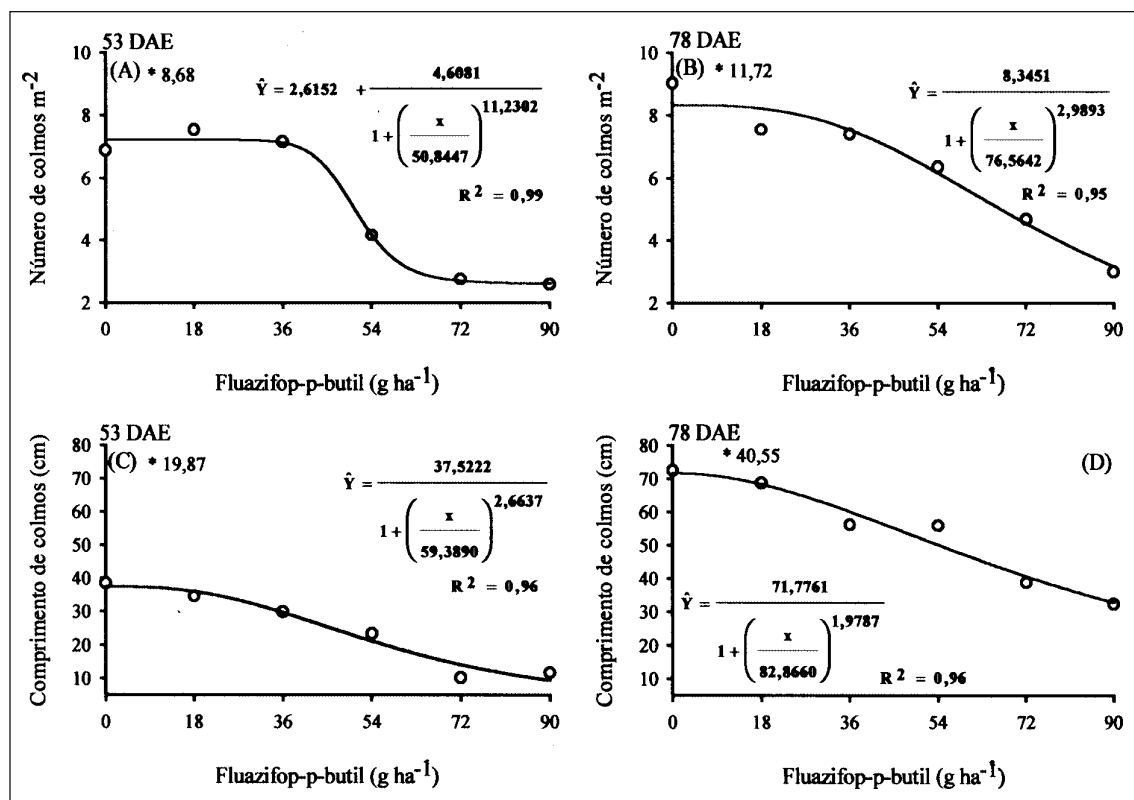 53 DAE
(A) * 8,68
Número de colmos m-2
10
8
6
4
2
Ŷ = 2,6152 + 4,6081
1 + ( x / 50,8447 ) 11,2302
R2 = 0,99
0 18 36 54 72 90
Fluazifop-p-butil (g ha-1)
78 DAE
(B) * 11,72
Número de colmos m-2
10
8
6
4
2
Ŷ = 8,3451
1 + ( x / 76,5642 ) 2,9893
R2 = 0,95
0 18 36 54 72 90
Fluazifop-p-butil (g ha-1)
53 DAE
(C) * 19,87
Comprimento de colmos (cm)
80
70
60
50
40
30
20
10
Ŷ = 37,5222
1 + ( x / 59,3890 ) 2,6637
R2 = 0,96
0 18 36 54 72 90
Fluazifop-p-butil (g ha-1)
78 DAE
* 40,55
(D)
Comprimento de colmos (cm)
80
70
60
50
40
30
20
10
Ŷ = 71,7761
1 + ( x / 82,8660 ) 1,9787
R2 = 0,96
0 18 36 54 72 90
Fluazifop-p-butil (g ha-1)